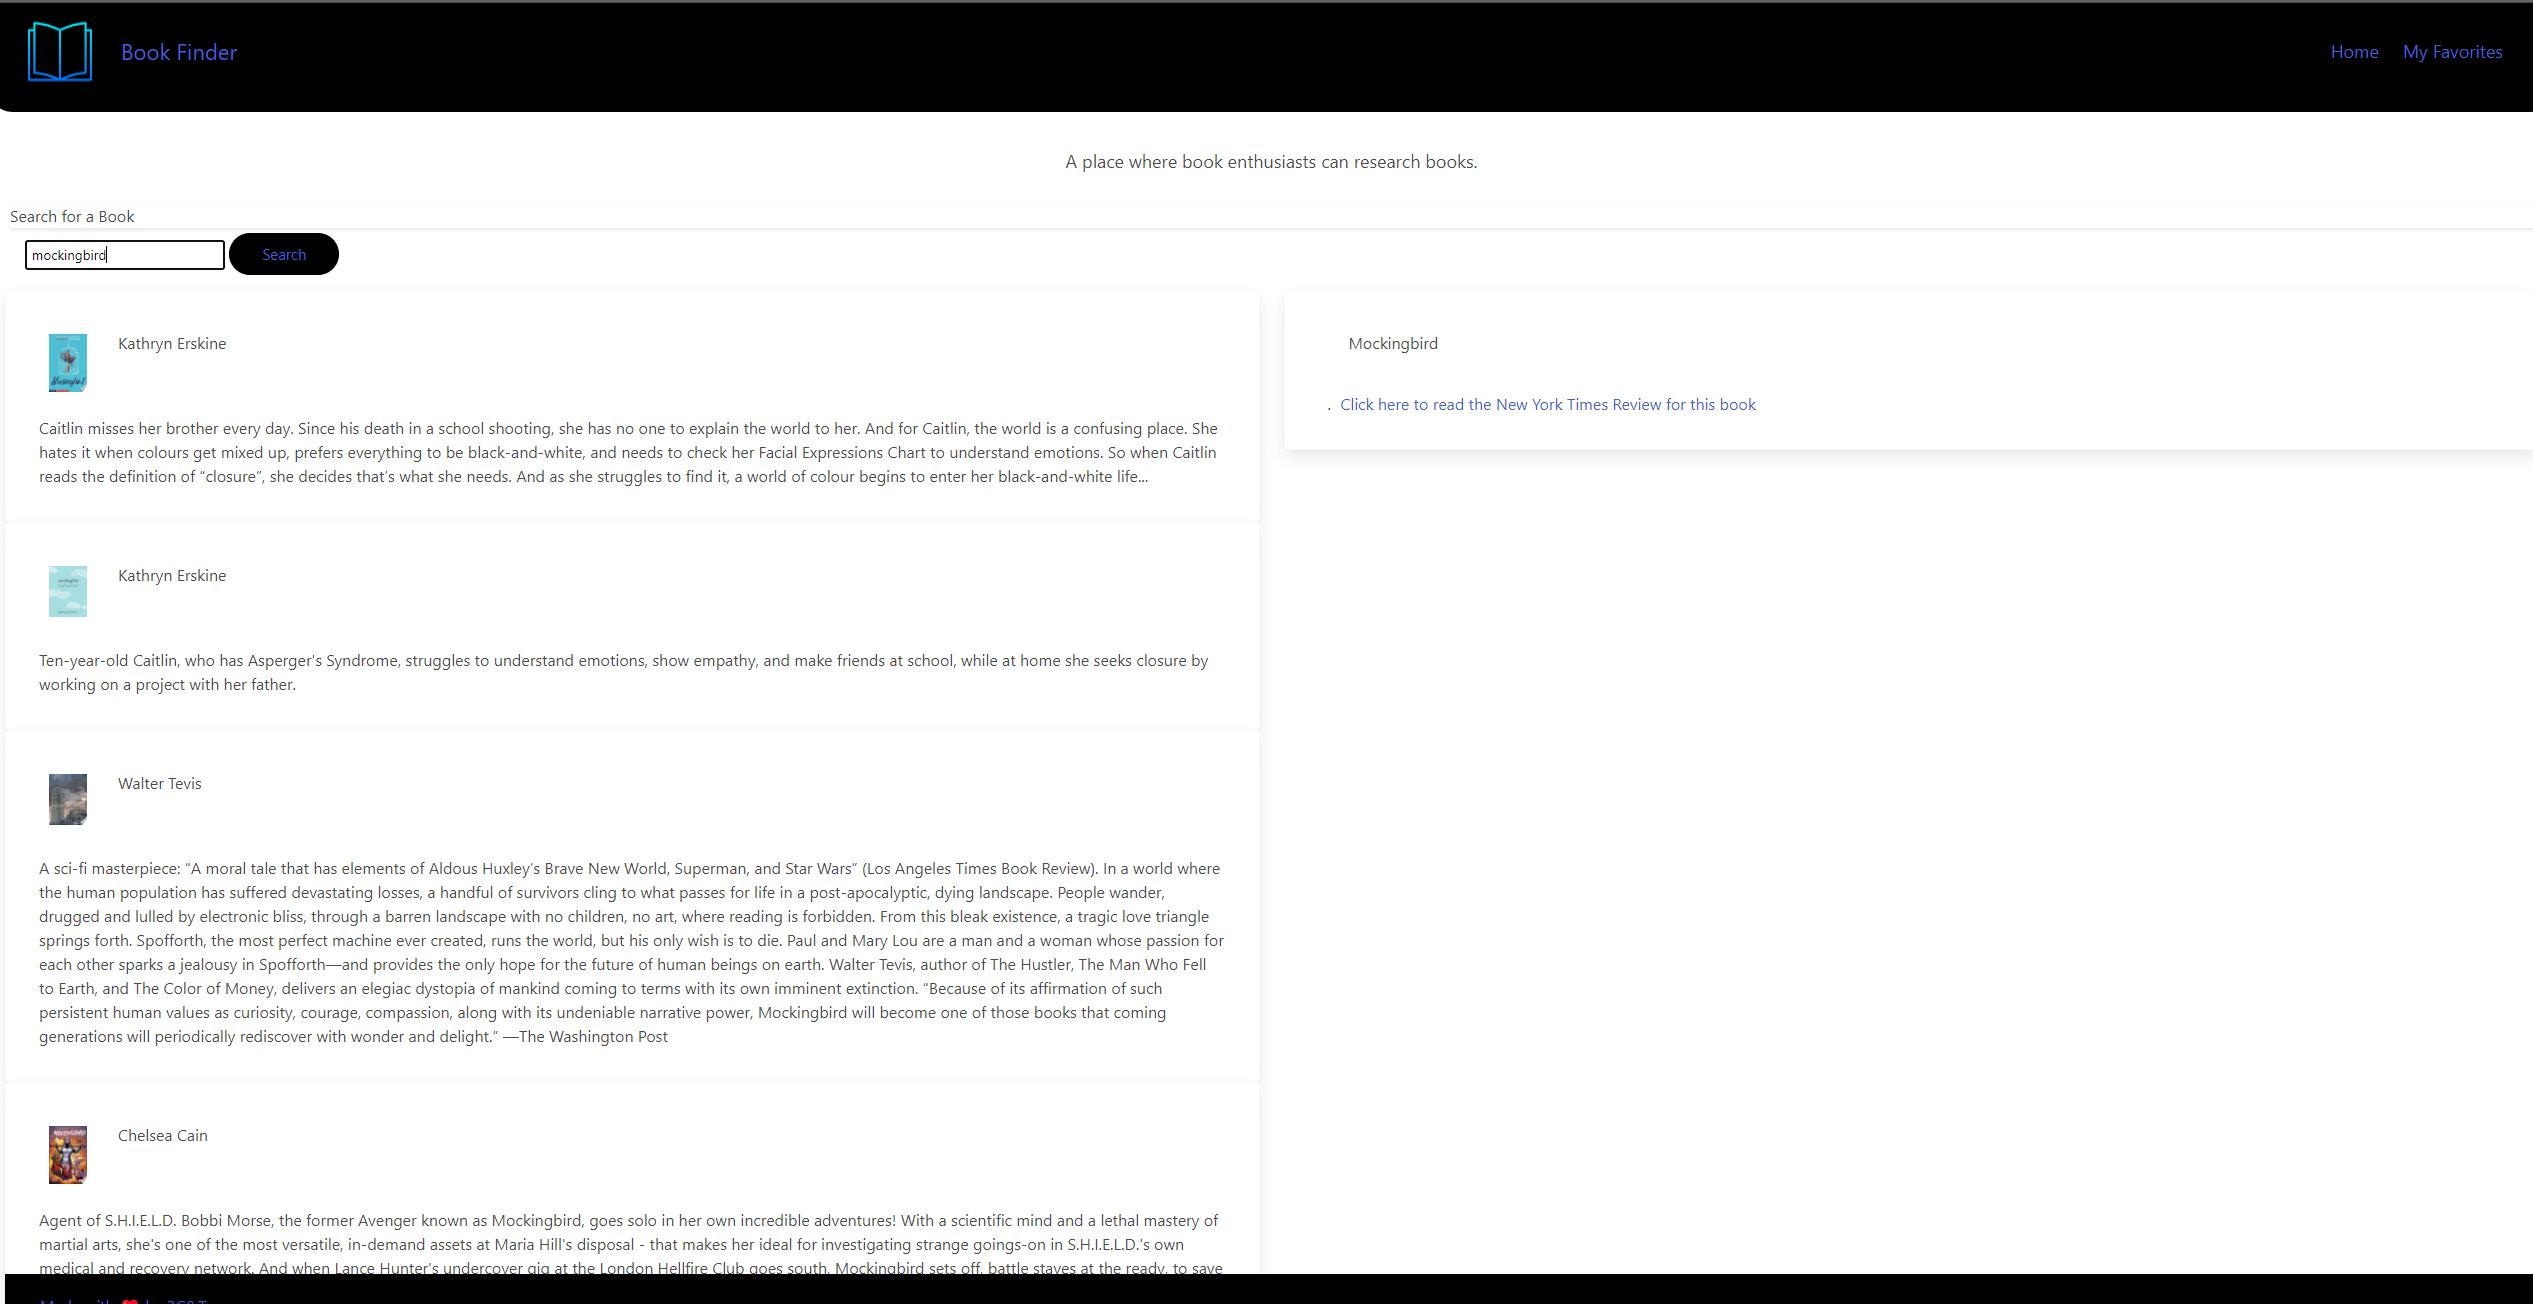 Book Finder
Home
My Favorites
A place where book enthusiasts can research books.
Search for a Book
mockingbird
Search
Kathryn Erskine
Caitlin misses her brother every day. Since his death in a school shooting, she has no one to explain the world to her. And for Caitlin, the world is a confusing place. She
hates it when colours get mixed up, prefers everything to be black-and-white, and needs to check her Facial Expressions Chart to understand emotions. So when Caitlin
reads the definition of “closure”, she decides that’s what she needs. And as she struggles to find it, a world of colour begins to enter her black-and-white life...
Kathryn Erskine
Ten-year-old Caitlin, who has Asperger's Syndrome, struggles to understand emotions, show empathy, and make friends at school, while at home she seeks closure by
working on a project with her father.
Walter Tevis
A sci-fi masterpiece: “A moral tale that has elements of Aldous Huxley’s Brave New World, Superman, and Star Wars” (Los Angeles Times Book Review). In a world where
the human population has suffered devastating losses, a handful of survivors cling to what passes for life in a post-apocalyptic, dying landscape. People wander,
drugged and lulled by electronic bliss, through a barren landscape with no children, no art, where reading is forbidden. From this bleak existence, a tragic love triangle
springs forth. Spofforth, the most perfect machine ever created, runs the world, but his only wish is to die. Paul and Mary Lou are a man and a woman whose passion for
each other sparks a jealousy in Spofforth—and provides the only hope for the future of human beings on earth. Walter Tevis, author of The Hustler, The Man Who Fell
to Earth, and The Color of Money, delivers an elegiac dystopia of mankind coming to terms with its own imminent extinction. “Because of its affirmation of such
persistent human values as curiosity, courage, compassion, along with its undeniable narrative power, Mockingbird will become one of those books that coming
generations will periodically rediscover with wonder and delight.” —The Washington Post
Chelsea Cain
Agent of S.H.I.E.L.D. Bobbi Morse, the former Avenger known as Mockingbird, goes solo in her own incredible adventures! With a scientific mind and a lethal mastery of
martial arts, she's one of the most versatile, in-demand assets at Maria Hill's disposal - that makes her ideal for investigating strange goings-on in S.H.I.E.L.D.'s own
medical and recovery network. And when Lance Hunter's undercover gig at the London Hellfire Club goes south, Mockingbird sets off, battle staves at the ready, to save
Mockingbird
. Click here to read the New York Times Review for this book